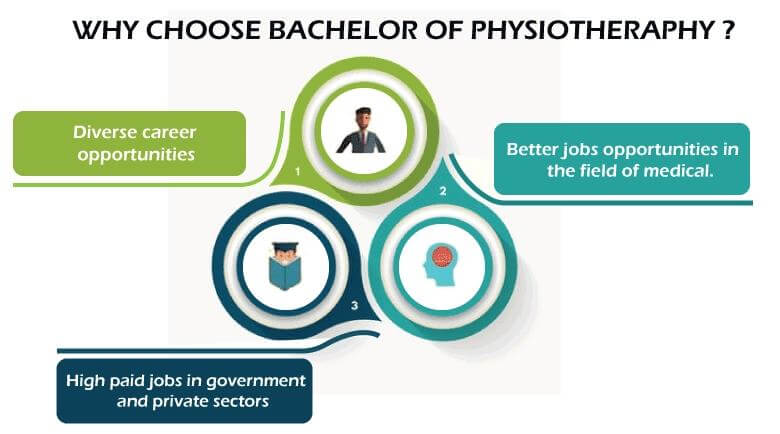 WHY CHOOSE BACHELOR OF PHYSIOTHERAPHY ?
Diverse career
opportunities
1
Better jobs opportunities in
the field of medical.
2
3
High paid jobs in government
and private sectors